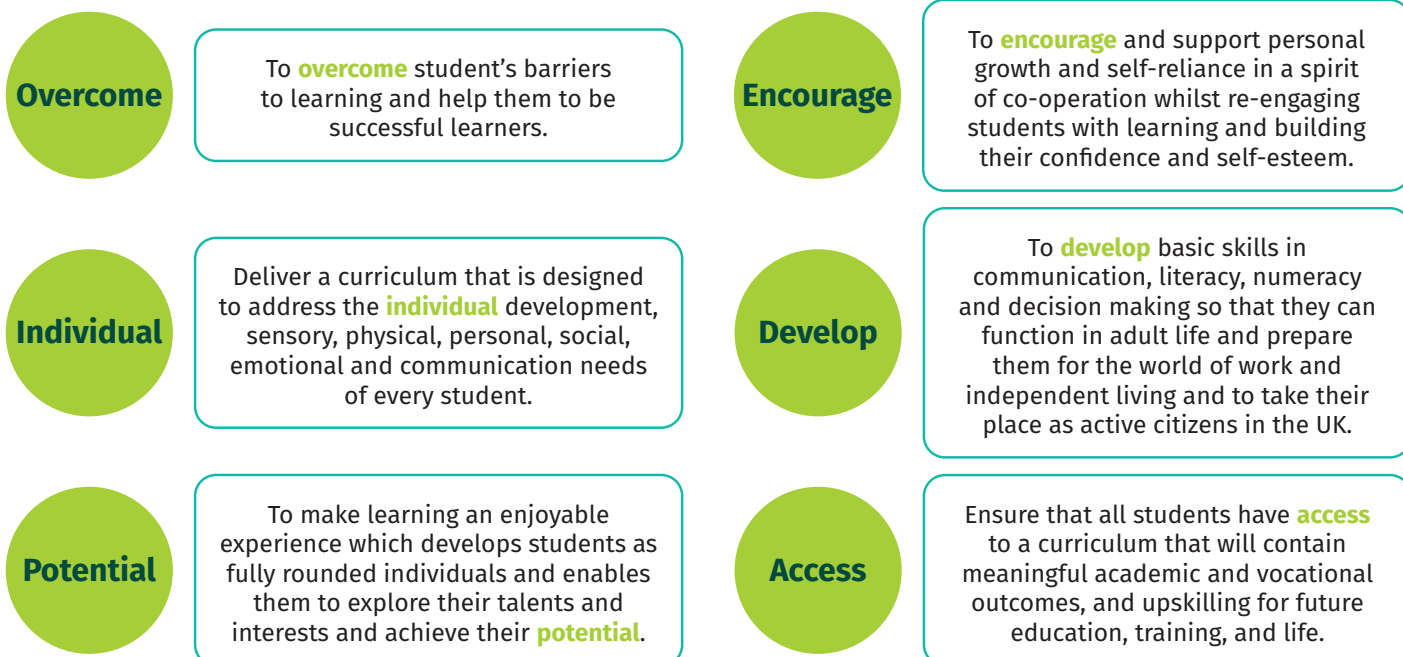 Overcome
To overcome student's barriers
to learning and help them to be
successful learners.
Encourage
To encourage and support personal
growth and self-reliance in a spirit
of co-operation whilst re-engaging
students with learning and building
their confidence and self-esteem.
Individual
Deliver a curriculum that is designed
to address the individual development,
sensory, physical, personal, social,
emotional and communication needs
of every student.
Develop
To develop basic skills in
communication, literacy, numeracy
and decision making so that they can
function in adult life and prepare
them for the world of work and
independent living and to take their
place as active citizens in the UK.
Potential
To make learning an enjoyable
experience which develops students as
fully rounded individuals and enables
them to explore their talents and
interests and achieve their potential.
Access
Ensure that all students have access
to a curriculum that will contain
meaningful academic and vocational
outcomes, and upskilling for future
education, training, and life.